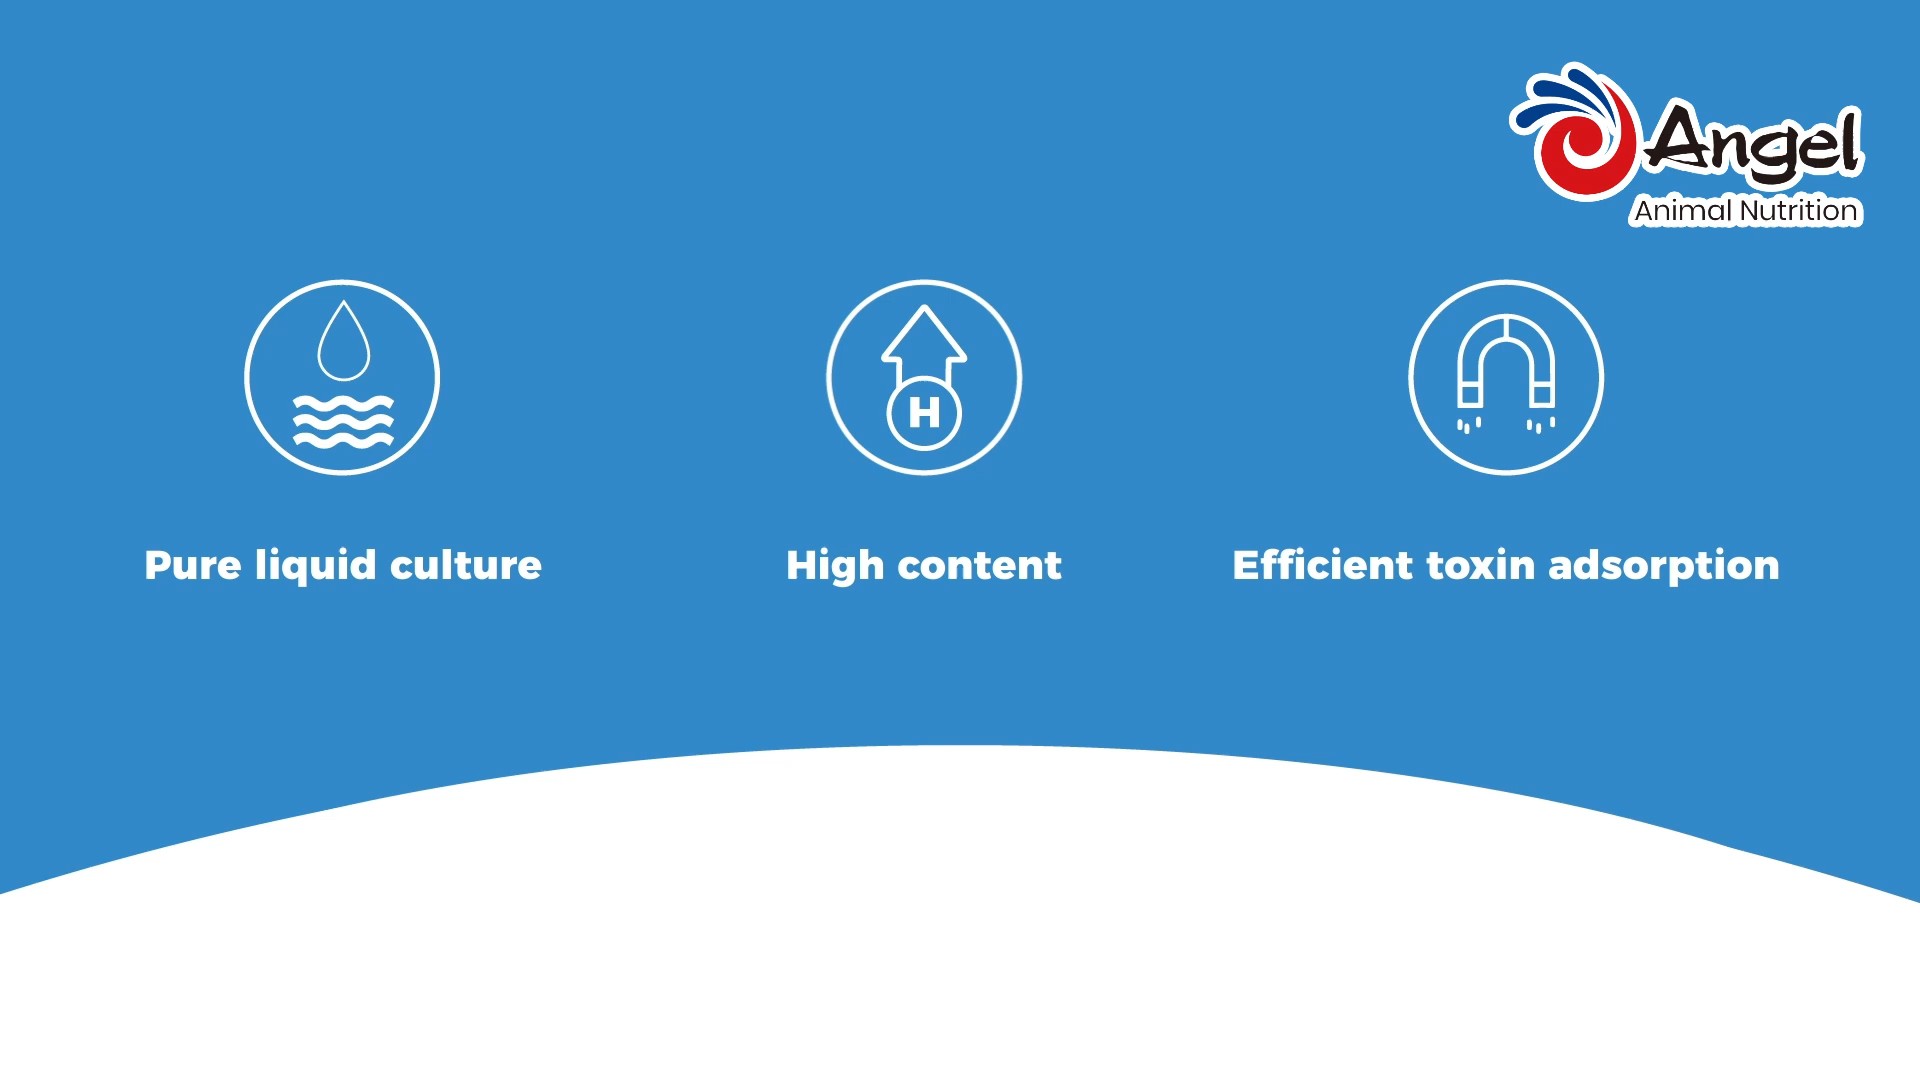 Angel
Animal Nutrition
H
Pure liquid culture
High content
Efficient toxin adsorption